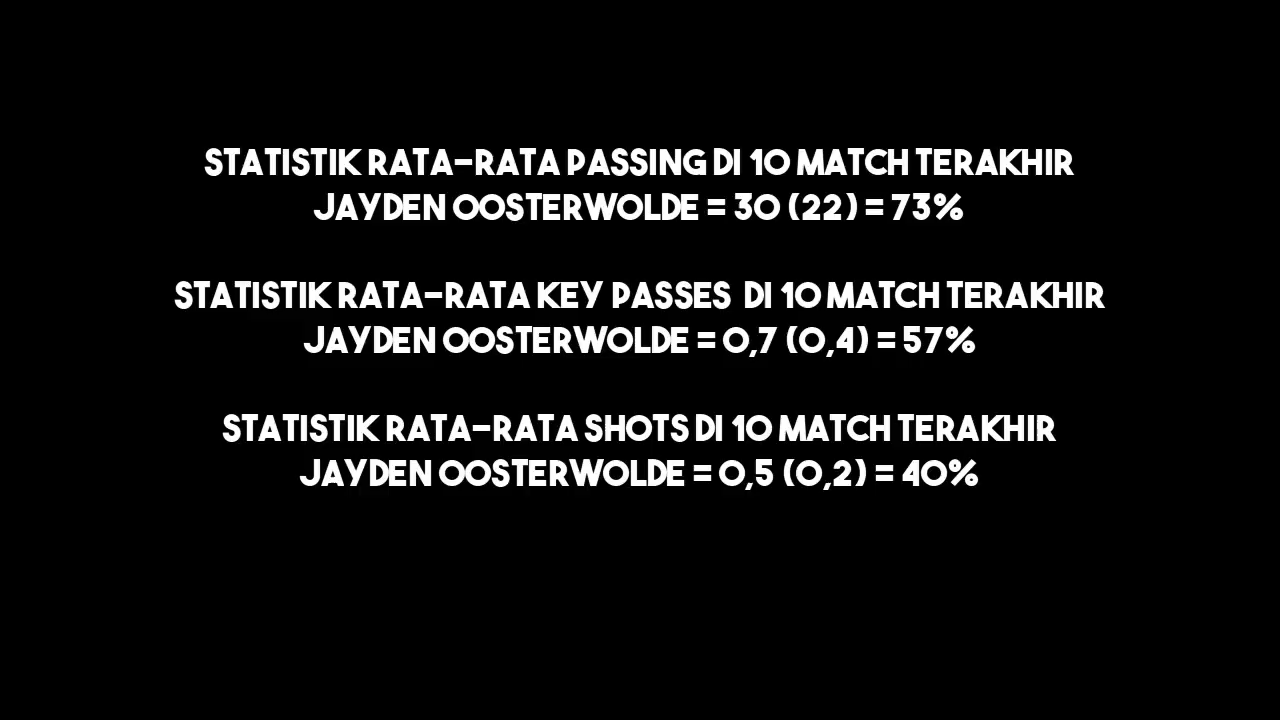 STATISTIK RATA-RATA PASSING DI 10 MATCH TERAKHIR
JAYDEN OOSTERWOLDE = 30 (22) = 73%
STATISTIK RATA-RATA KEY PASSES DI 10 MATCH TERAKHIR
JAYDEN OOSTERWOLDE = 0,7 (0,4) = 57%
STATISTIK RATA-RATA SHOTS DI 10 MATCH TERAKHIR
JAYDEN OOSTERWOLDE = 0,5 (0,2) = 40%